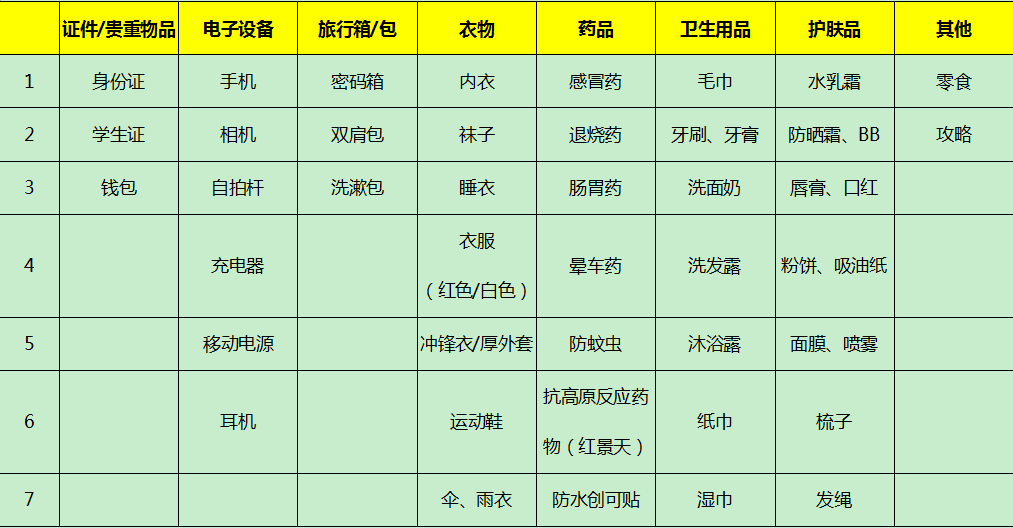 证件/贵重物品 电子设备 旅行箱/包 衣物 药品 卫生用品 护肤品 其他
1 身份证 手机 密码箱 内衣 感冒药 毛巾 水乳霜 零食
2 学生证 相机 双肩包 袜子 退烧药 牙刷、牙膏 防晒霜、BB 攻略
3 钱包 自拍杆 洗漱包 睡衣 肠胃药 洗面奶 唇膏、口红
4 充电器 衣服（红色/白色） 晕车药 洗发露 粉饼、吸油纸
5 移动电源 冲锋衣/厚外套 防蚊虫 沐浴露 面膜、喷雾
6 耳机 运动鞋 抗高原反应药物（红景天） 纸巾 梳子
7 伞、雨衣 防水创可贴 湿巾 发绳